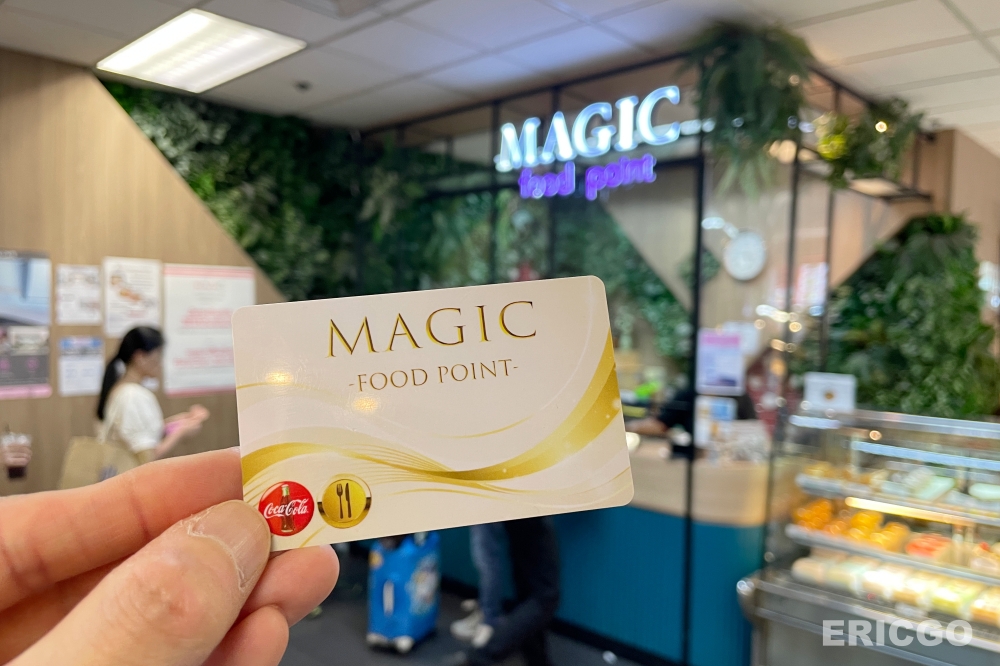 MAGIC
food point
MAGIC
-FOOD POINT-
Coca-Cola
ERICGO